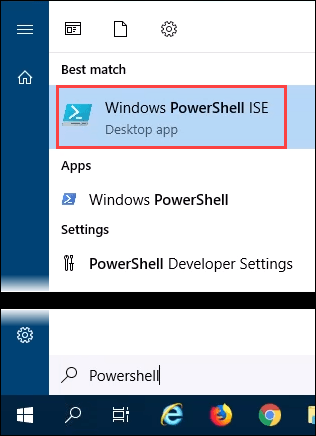 Best match
Windows PowerShell ISE
Desktop app
Apps
Windows PowerShell
Settings
PowerShell Developer Settings
Powershell